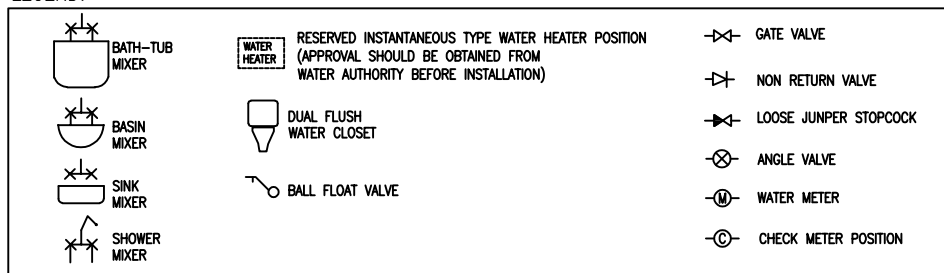 BATH-TUB
MIXER
BASIN
MIXER
SINK
MIXER
SHOWER
MIXER
WATER
HEATER
RESERVED INSTANTANEOUS TYPE WATER HEATER POSITION
(APPROVAL SHOULD BE OBTAINED FROM
WATER AUTHORITY BEFORE INSTALLATION)
DUAL FLUSH
WATER CLOSET
BALL FLOAT VALVE
GATE VALVE
NON RETURN VALVE
LOOSE JUNPER STOPCOCK
ANGLE VALVE
M WATER METER
C CHECK METER POSITION